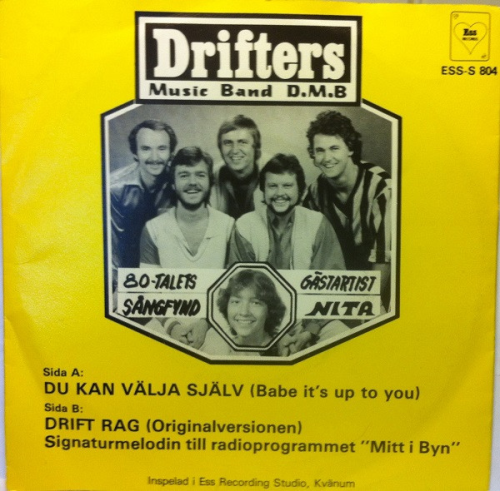 Drifters
Music Band D.M.B
Ess
ESS-S 804
80-TALETS
SÅNGFYND
GÄSTARTIST
NITA
Sida A:
DU KAN VÄLJA SJÄLV (Babe it's up to you)
Sida B:
DRIFT RAG (Originalversionen)
Signaturmelodin till radioprogrammet "Mitt i Byn"
Inspelad i Ess Recording Studio, Kvänum